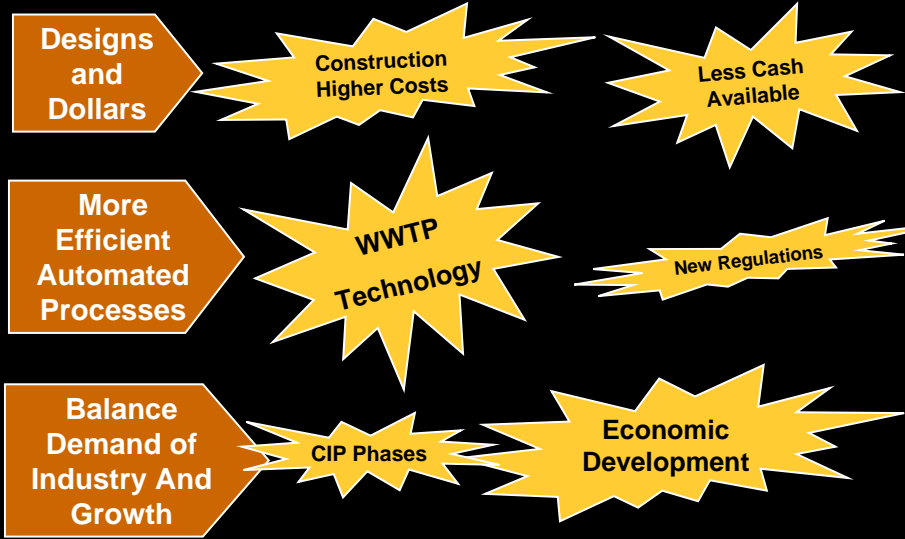 Designs
and
Dollars
Construction
Higher Costs
Less Cash
Available
More
Efficient
Automated
Processes
WWTP
Technology
New Regulations
Balance
Demand of
Industry And
Growth
CIP Phases
Economic
Development